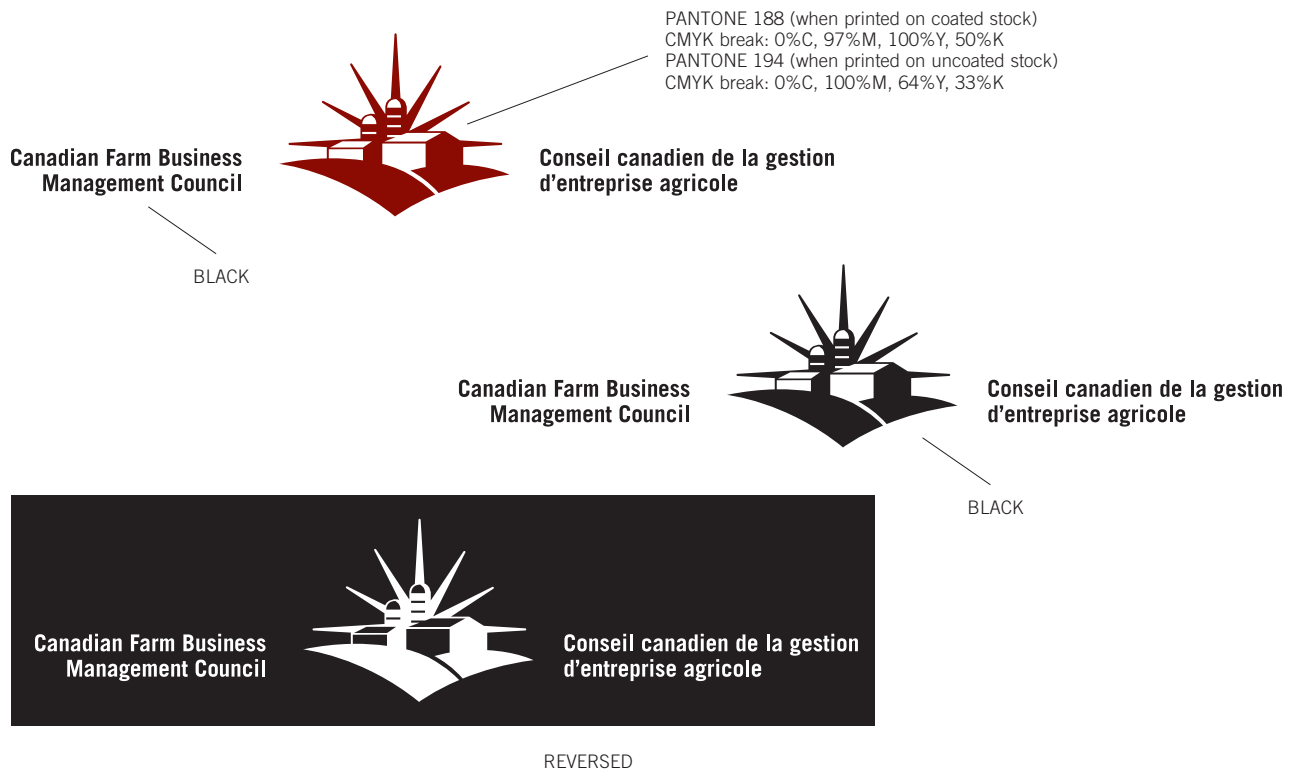 PANTONE 188 (when printed on coated stock)
CMYK break: 0%C, 97%M, 100%Y, 50%K
PANTONE 194 (when printed on uncoated stock)
CMYK break: 0%C, 100%M, 64%Y, 33%K
Canadian Farm Business
Management Council
Conseil canadien de la gestion
d'entreprise agricole
BLACK
Canadian Farm Business
Management Council
Conseil canadien de la gestion
d'entreprise agricole
BLACK
Canadian Farm Business
Management Council
Conseil canadien de la gestion
d'entreprise agricole
REVERSED